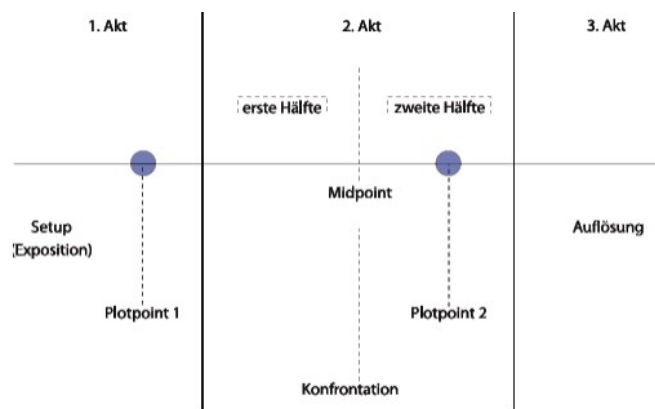 1. Akt
2. Akt
3. Akt
erste Hälfte
zweite Hälfte
Midpoint
Setup
(Exposition)
Auflösung
Plotpoint 1
Plotpoint 2
Konfrontation